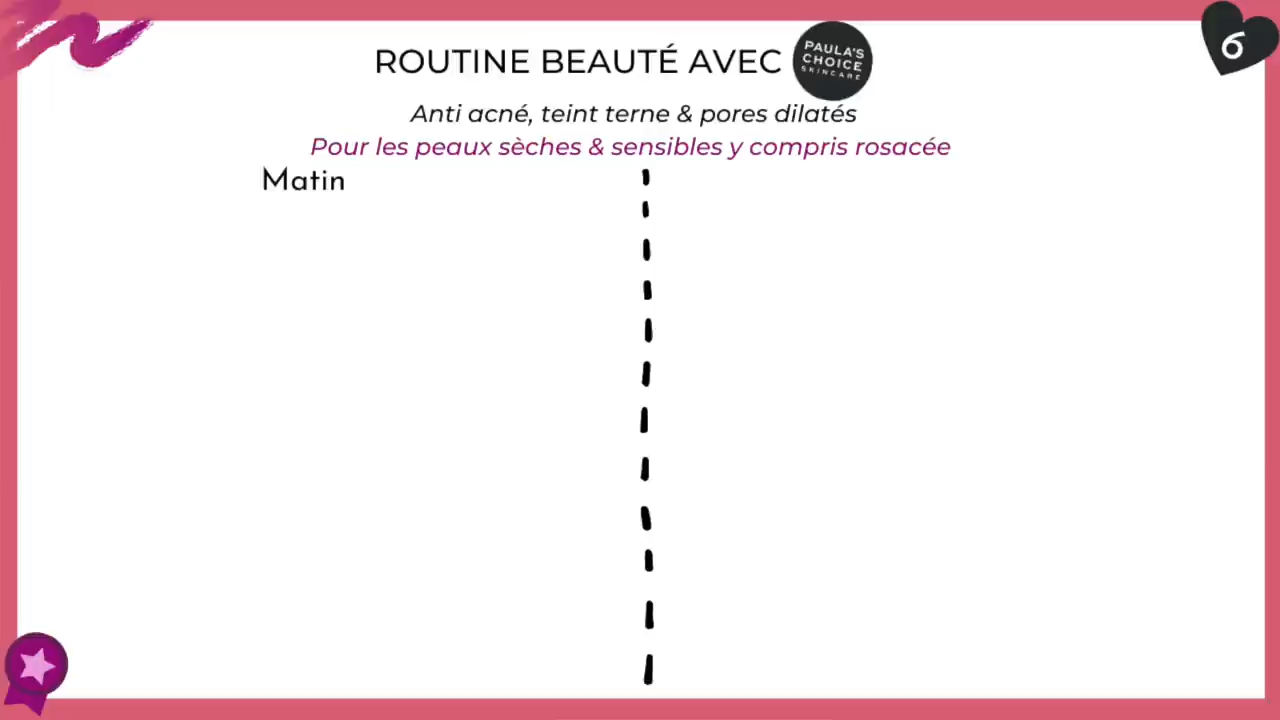 ROUTINE BEAUTÉ AVEC
PAULA'S
CHOICE
SKINCARE
6
Anti acné, teint terne & pores dilatés
Pour les peaux sèches & sensibles y compris rosacée
Matin